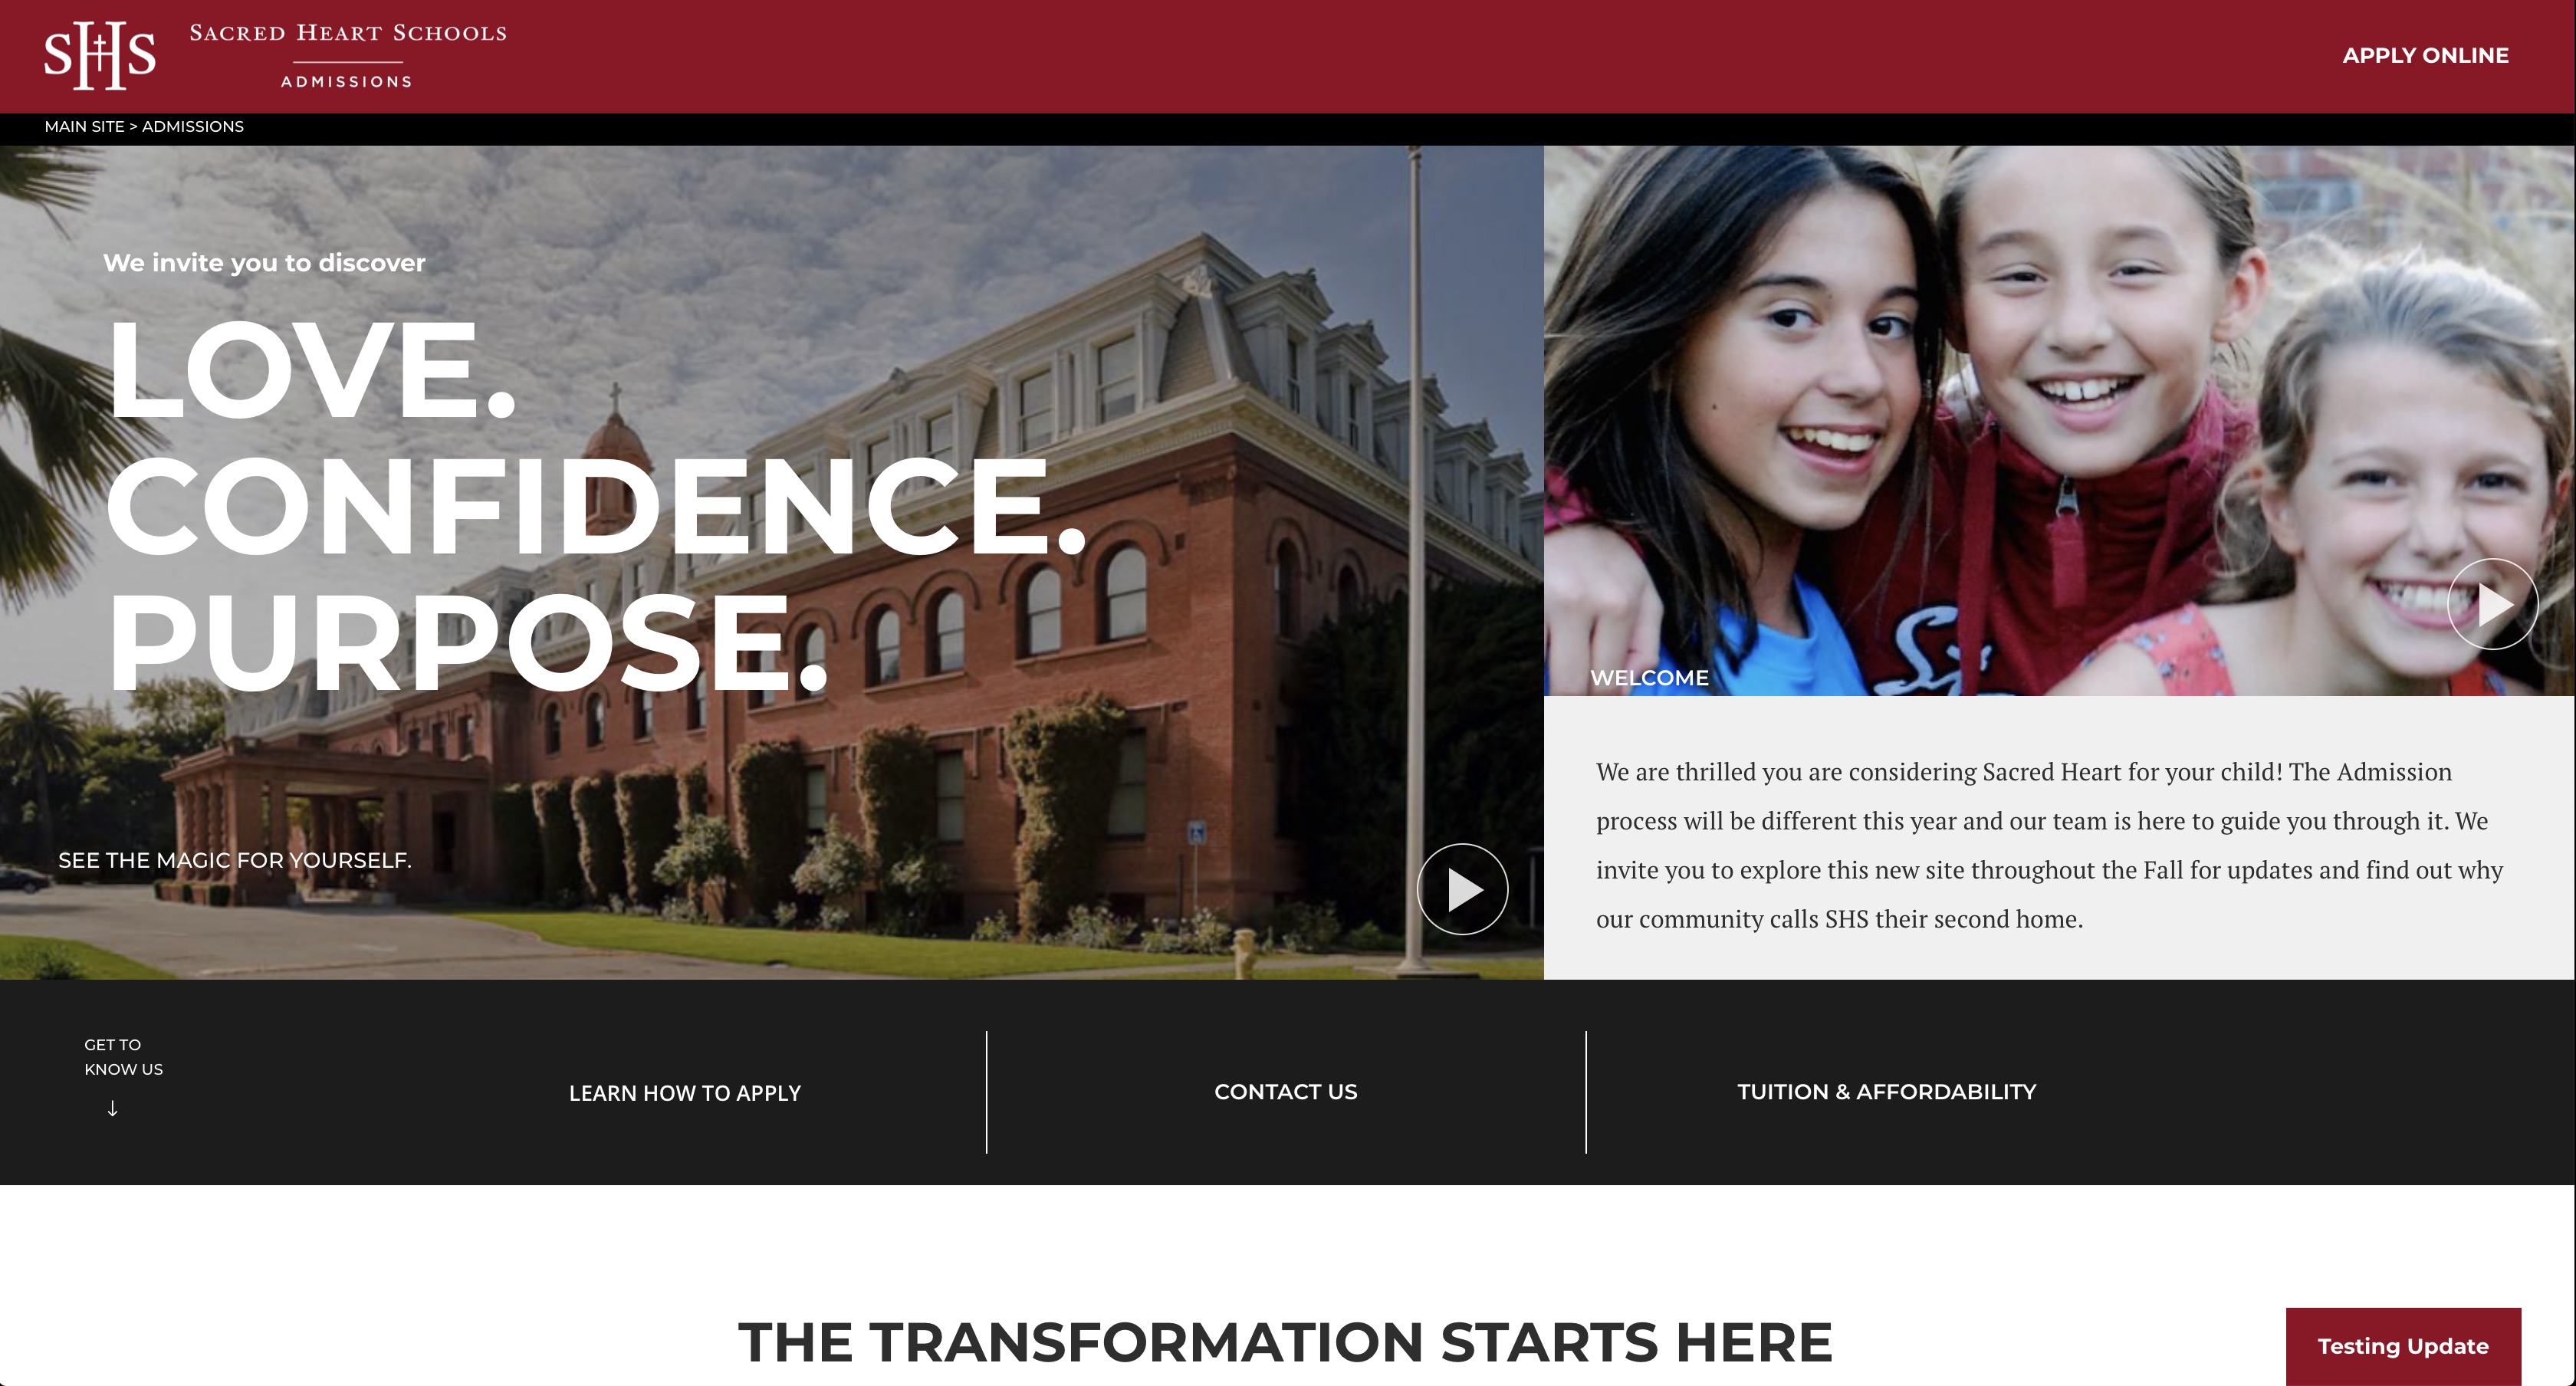 SHS
SACRED HEART SCHOOLS
ADMISSIONS
APPLY ONLINE
MAIN SITE > ADMISSIONS
We invite you to discover
LOVE.
CONFIDENCE.
PURPOSE.
SEE THE MAGIC FOR YOURSELF.
WELCOME
We are thrilled you are considering Sacred Heart for your child! The Admission
process will be different this year and our team is here to guide you through it. We
invite you to explore this new site throughout the Fall for updates and find out why
our community calls SHS their second home.
GET TO
KNOW US
↓
LEARN HOW TO APPLY
CONTACT US
TUITION & AFFORDABILITY
THE TRANSFORMATION STARTS HERE
Testing Update